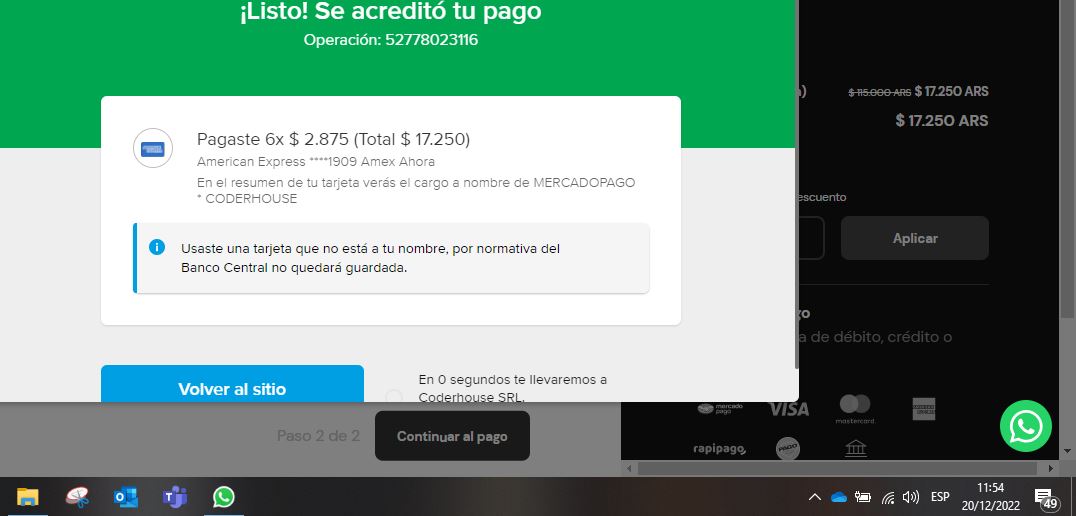 ¡Listo! Se acreditó tu pago
Operación: 52778023116
Pagaste 6x $ 2.875 (Total $ 17.250)
American Express ****1909 Amex Ahora
En el resumen de tu tarjeta verás el cargo a nombre de MERCADOPAGO
* CODERHOUSE
Usaste una tarjeta que no está a tu nombre, por normativa del
Banco Central no quedará guardada.
Volver al sitio
En 0 segundos te llevaremos a
Coderhouse SRL.
Paso 2 de 2
Continuar al pago
a)
$ 115.000 ARS $ 17.250 ARS
$ 17.250 ARS
escuento
Aplicar
go
a de débito, crédito o
mercado
pago
VISA
mastercard
rapipago
PAGO
ESP
11:54
20/12/2022
49